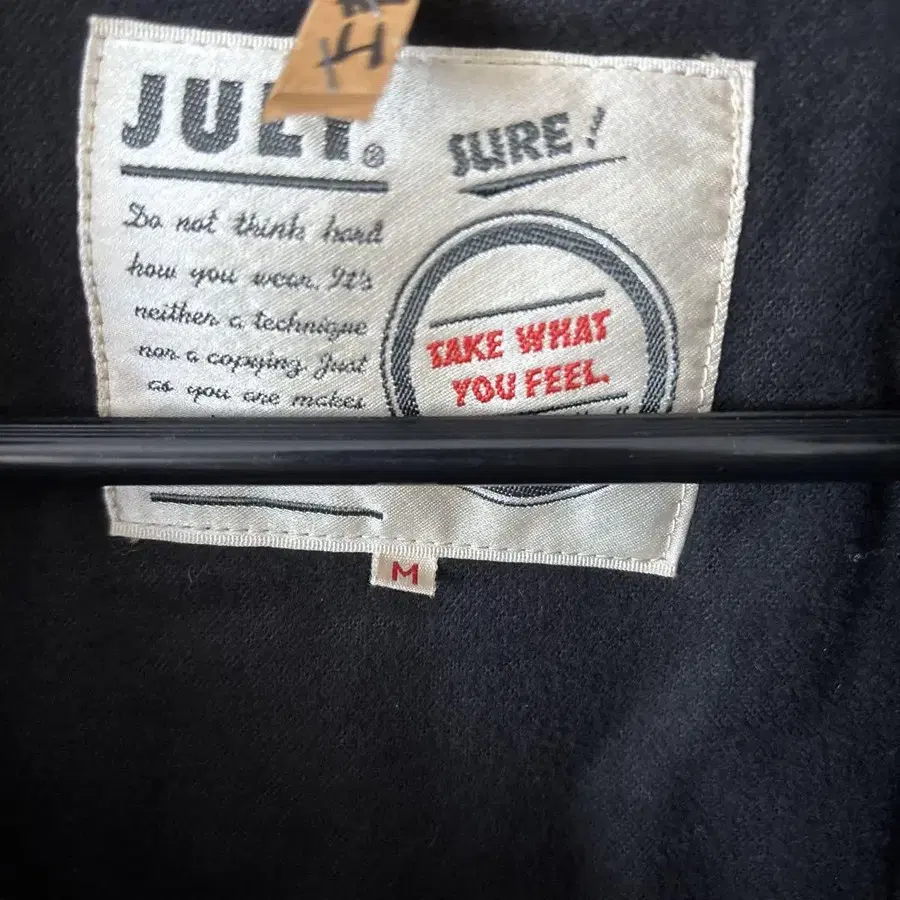 JULY®
SURE!
Do not think hard
how you wear. It's
neither a technique
nor a copying. Just
as you are makes
TAKE WHAT
YOU FEEL.
M